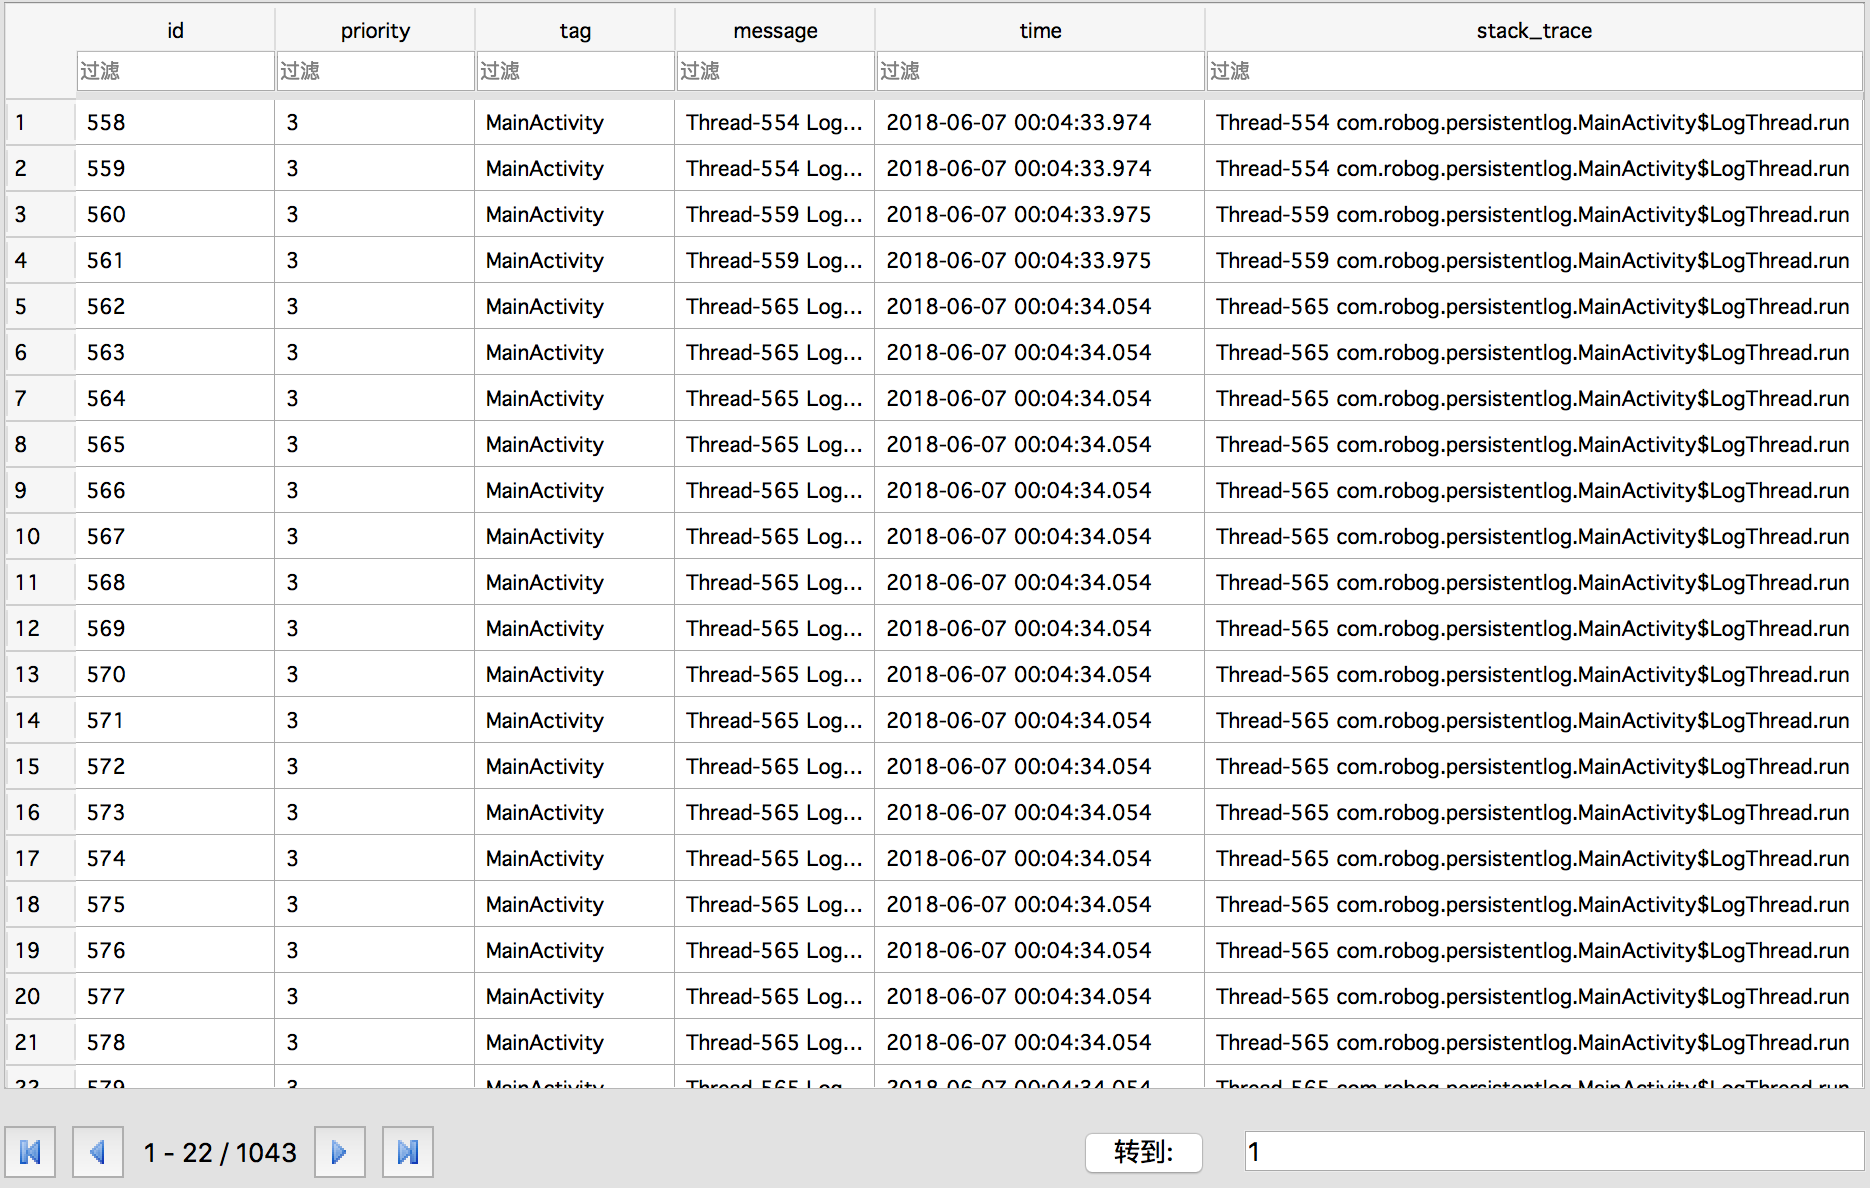 id priority tag message time stack_trace
过滤 过滤 过滤 过滤 过滤 过滤
1 558 3 MainActivity Thread-554 Log... 2018-06-07 00:04:33.974 Thread-554 com.robog.persistentlog.MainActivity$LogThread.run
2 559 3 MainActivity Thread-554 Log... 2018-06-07 00:04:33.974 Thread-554 com.robog.persistentlog.MainActivity$LogThread.run
3 560 3 MainActivity Thread-559 Log... 2018-06-07 00:04:33.975 Thread-559 com.robog.persistentlog.MainActivity$LogThread.run
4 561 3 MainActivity Thread-559 Log... 2018-06-07 00:04:33.975 Thread-559 com.robog.persistentlog.MainActivity$LogThread.run
5 562 3 MainActivity Thread-565 Log... 2018-06-07 00:04:34.054 Thread-565 com.robog.persistentlog.MainActivity$LogThread.run
6 563 3 MainActivity Thread-565 Log... 2018-06-07 00:04:34.054 Thread-565 com.robog.persistentlog.MainActivity$LogThread.run
7 564 3 MainActivity Thread-565 Log... 2018-06-07 00:04:34.054 Thread-565 com.robog.persistentlog.MainActivity$LogThread.run
8 565 3 MainActivity Thread-565 Log... 2018-06-07 00:04:34.054 Thread-565 com.robog.persistentlog.MainActivity$LogThread.run
9 566 3 MainActivity Thread-565 Log... 2018-06-07 00:04:34.054 Thread-565 com.robog.persistentlog.MainActivity$LogThread.run
10 567 3 MainActivity Thread-565 Log... 2018-06-07 00:04:34.054 Thread-565 com.robog.persistentlog.MainActivity$LogThread.run
11 568 3 MainActivity Thread-565 Log... 2018-06-07 00:04:34.054 Thread-565 com.robog.persistentlog.MainActivity$LogThread.run
12 569 3 MainActivity Thread-565 Log... 2018-06-07 00:04:34.054 Thread-565 com.robog.persistentlog.MainActivity$LogThread.run
13 570 3 MainActivity Thread-565 Log... 2018-06-07 00:04:34.054 Thread-565 com.robog.persistentlog.MainActivity$LogThread.run
14 571 3 MainActivity Thread-565 Log... 2018-06-07 00:04:34.054 Thread-565 com.robog.persistentlog.MainActivity$LogThread.run
15 572 3 MainActivity Thread-565 Log... 2018-06-07 00:04:34.054 Thread-565 com.robog.persistentlog.MainActivity$LogThread.run
16 573 3 MainActivity Thread-565 Log... 2018-06-07 00:04:34.054 Thread-565 com.robog.persistentlog.MainActivity$LogThread.run
17 574 3 MainActivity Thread-565 Log... 2018-06-07 00:04:34.054 Thread-565 com.robog.persistentlog.MainActivity$LogThread.run
18 575 3 MainActivity Thread-565 Log... 2018-06-07 00:04:34.054 Thread-565 com.robog.persistentlog.MainActivity$LogThread.run
19 576 3 MainActivity Thread-565 Log... 2018-06-07 00:04:34.054 Thread-565 com.robog.persistentlog.MainActivity$LogThread.run
20 577 3 MainActivity Thread-565 Log... 2018-06-07 00:04:34.054 Thread-565 com.robog.persistentlog.MainActivity$LogThread.run
21 578 3 MainActivity Thread-565 Log... 2018-06-07 00:04:34.054 Thread-565 com.robog.persistentlog.MainActivity$LogThread.run
22 579 3 MainActivity Thread-565 Log... 2018-06-07 00:04:34.054 Thread-565 com.robog.persistentlog.MainActivity$LogThread.run
1 - 22 / 1043 转到: 1